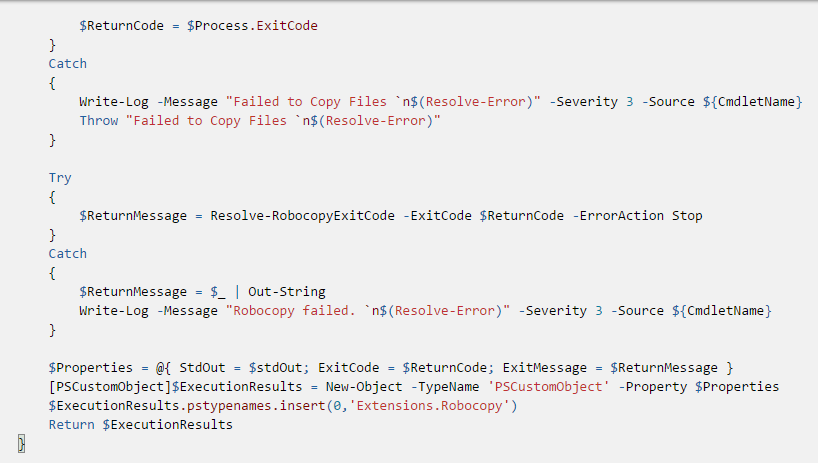 $ReturnCode = $Process.ExitCode
}
Catch
{
Write-Log -Message "Failed to Copy Files `n$(Resolve-Error)" -Severity 3 -Source ${CmdletName}
Throw "Failed to Copy Files `n$(Resolve-Error)"
}
Try
{
$ReturnMessage = Resolve-RobocopyExitCode -ExitCode $ReturnCode -ErrorAction Stop
}
Catch
{
$ReturnMessage = $_ | Out-String
Write-Log -Message "Robocopy failed. `n$(Resolve-Error)" -Severity 3 -Source ${CmdletName}
}
$Properties = @{ StdOut = $stdOut; ExitCode = $ReturnCode; ExitMessage = $ReturnMessage }
[PSCustomObject]$ExecutionResults = New-Object -TypeName 'PSCustomObject' -Property $Properties
$ExecutionResults.pstypenames.insert(0,'Extensions.Robocopy')
Return $ExecutionResults
}